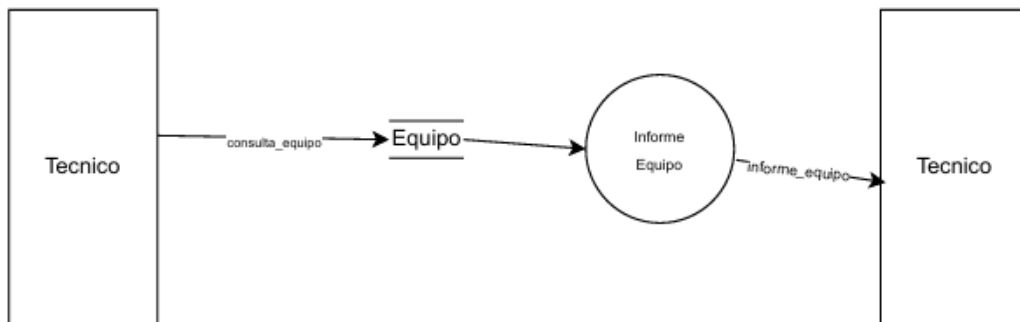 Tecnico
consulta_equipo
Equipo
Informe
Equipo
informe_equipo
Tecnico